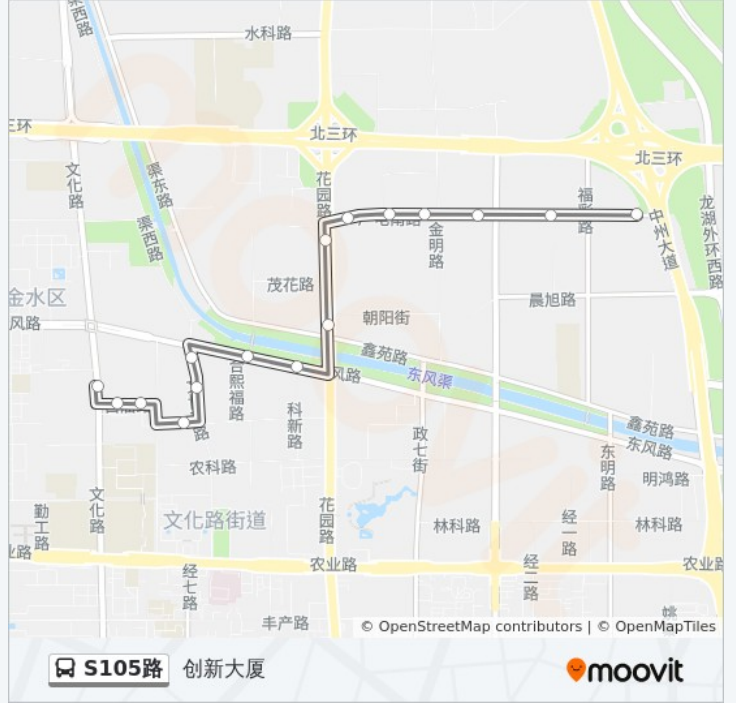 渠西路
水科路
三环
北三环
北三环
文化路
渠东路
渠西路
花园路
金明路
中州大道
龙湖外环西路
茂花路
金水区
晨旭路
朝阳街
风路
鑫苑路
东风渠
风路
合熙福路
科新路
路
政七街
鑫苑路
东风路
东明路
明鸿路
农科路
文化路
勤工路
文化路街道
花园路
林科路
经一路
林科路
业路
农业路
农业路
经七路
经二路
丰产路
姚
© OpenStreetMap contributors | © OpenMapTiles
S105路 创新大厦
moovit